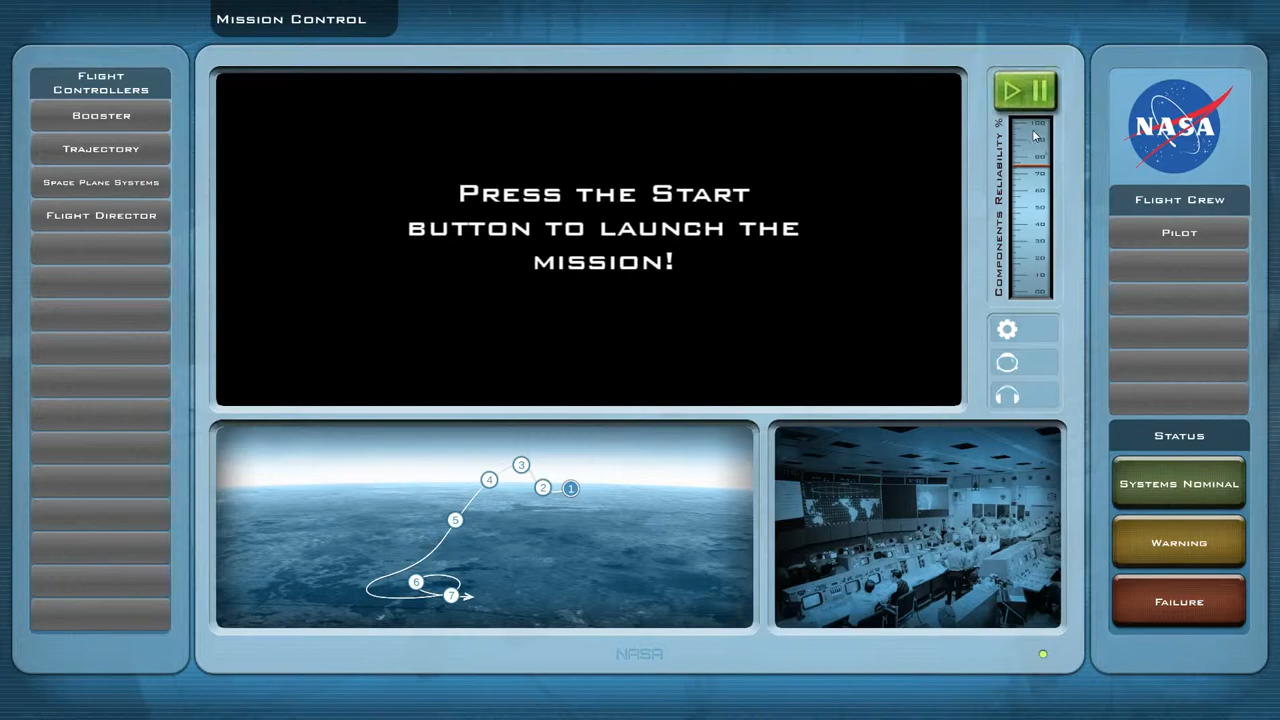 Mission Control
Flight
Controllers
Booster
Trajectory
Space Plane Systems
Flight Director
Press the Start
button to launch the
mission!
Components Reliability %
100
80
70
60
50
40
30
20
10
00
4
3
2
1
5
6
7
NASA
NASA
Flight Crew
Pilot
Status
Systems Nominal
Warning
Failure